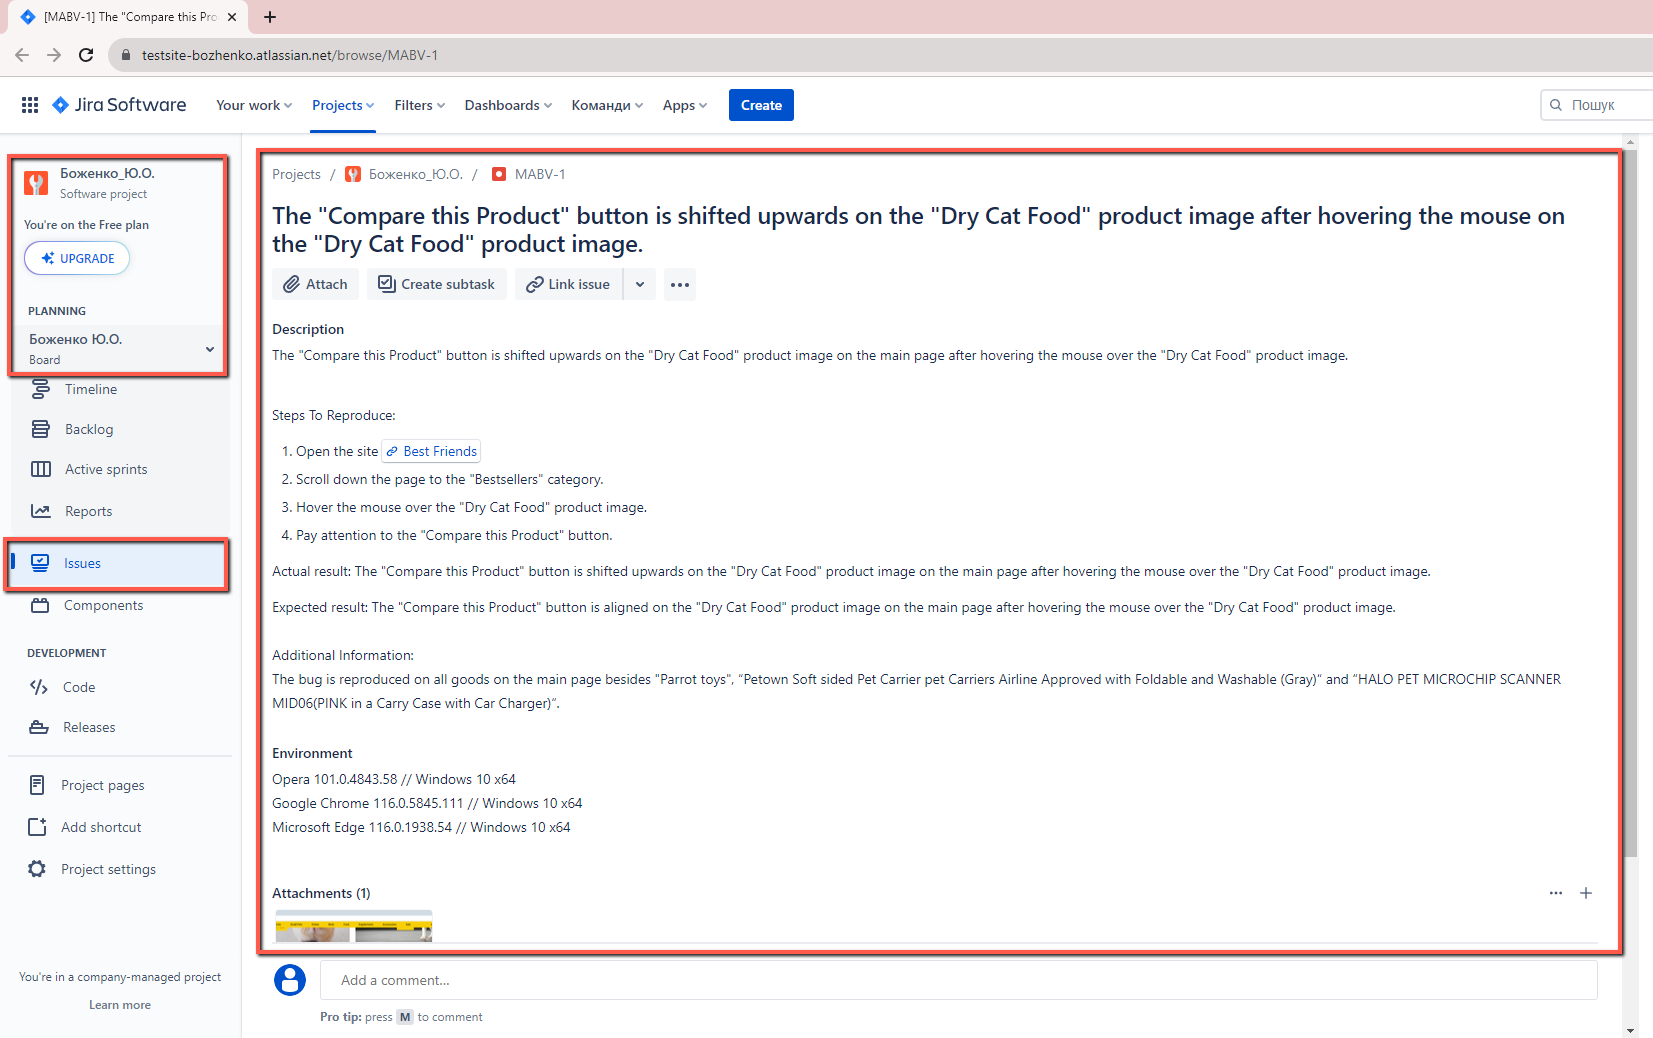 [MABV-1] The "Compare this Pro
testsite-bozhenko.atlassian.net/browse/MABV-1
Jira Software Your work Projects Filters Dashboards Команди Apps Create Пошук
Боженко_Ю.О.
Software project
You're on the Free plan
UPGRADE
PLANNING
Боженко Ю.О.
Board
Timeline
Backlog
Active sprints
Reports
Issues
Components
DEVELOPMENT
Code
Releases
Project pages
Add shortcut
Project settings
You're in a company-managed project
Learn more
Projects / Боженко_Ю.О. / MABV-1
The "Compare this Product" button is shifted upwards on the "Dry Cat Food" product image after hovering the mouse on
the "Dry Cat Food" product image.
Attach Create subtask Link issue
Description
The "Compare this Product" button is shifted upwards on the "Dry Cat Food" product image on the main page after hovering the mouse over the "Dry Cat Food" product image.
Steps To Reproduce:
1. Open the site Best Friends
2. Scroll down the page to the "Bestsellers" category.
3. Hover the mouse over the "Dry Cat Food" product image.
4. Pay attention to the "Compare this Product" button.
Actual result: The "Compare this Product" button is shifted upwards on the "Dry Cat Food" product image on the main page after hovering the mouse over the "Dry Cat Food" product image.
Expected result: The "Compare this Product" button is aligned on the "Dry Cat Food" product image on the main page after hovering the mouse over the "Dry Cat Food" product image.
Additional Information:
The bug is reproduced on all goods on the main page besides "Parrot toys", “Petown Soft sided Pet Carrier pet Carriers Airline Approved with Foldable and Washable (Gray)” and “HALO PET MICROCHIP SCANNER
MID06(PINK in a Carry Case with Car Charger)”.
Environment
Opera 101.0.4843.58 // Windows 10 x64
Google Chrome 116.0.5845.111 // Windows 10 x64
Microsoft Edge 116.0.1938.54 // Windows 10 x64
Attachments (1)
Add a comment...
Pro tip: press M to comment